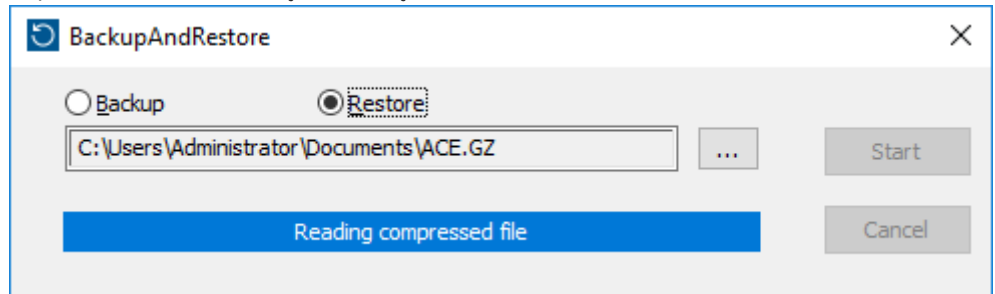 BackupAndRestore
Backup Restore
C:\Users\Administrator\Documents\ACE.GZ ... Start
Reading compressed file Cancel